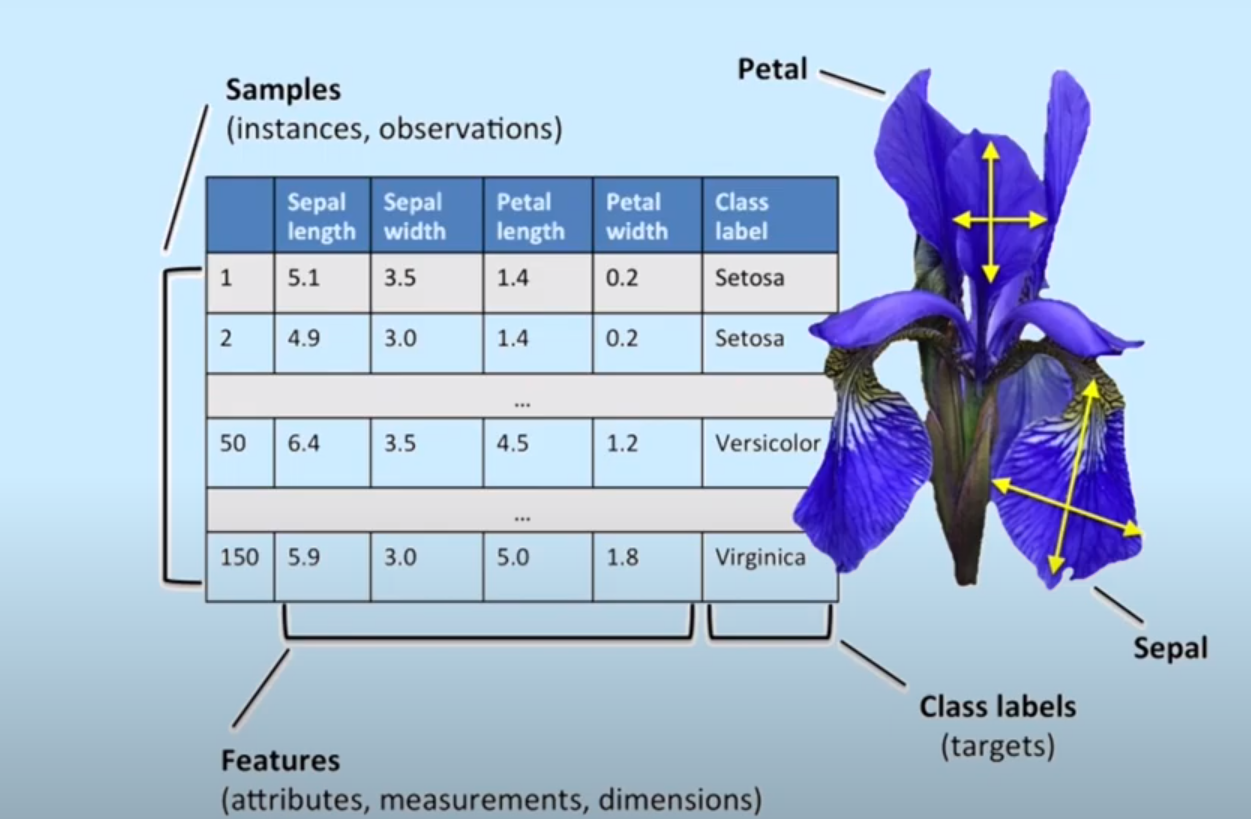 Petal
Samples
(instances, observations)
Sepal length Sepal width Petal length Petal width Class label
1 5.1 3.5 1.4 0.2 Setosa
2 4.9 3.0 1.4 0.2 Setosa
...
50 6.4 3.5 4.5 1.2 Versicolor
...
150 5.9 3.0 5.0 1.8 Virginica
Sepal
Class labels
(targets)
Features
(attributes, measurements, dimensions)